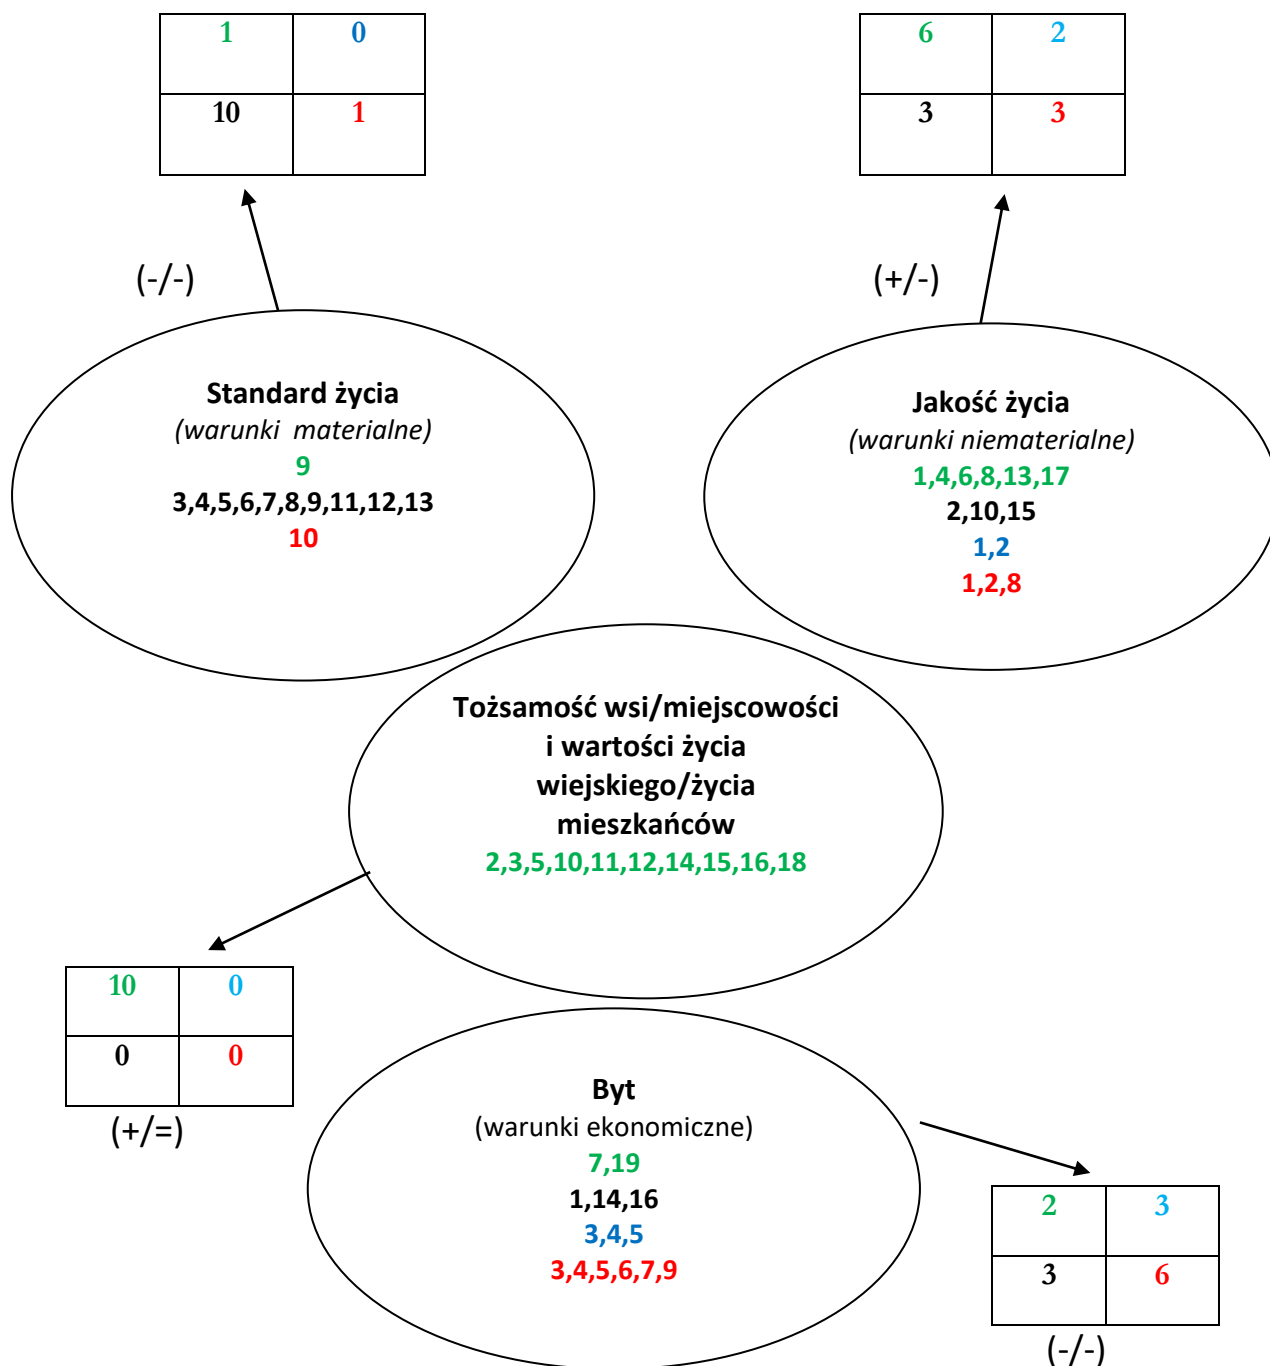 1 0
10 1
6 2
3 3
(-/-)
(+/-)
Standard życia
(warunki materialne)
9
3,4,5,6,7,8,9,11,12,13
10
Jakość życia
(warunki niematerialne)
1,4,6,8,13,17
2,10,15
1,2
1,2,8
Tożsamość wsi/miejscowości
i wartości życia
wiejskiego/życia
mieszkańców
2,3,5,10,11,12,14,15,16,18
10 0
0 0
(+/=)
Byt
(warunki ekonomiczne)
7,19
1,14,16
3,4,5
3,4,5,6,7,9
2 3
3 6
(-/-)